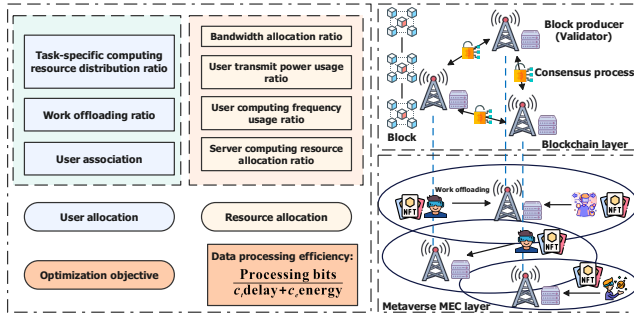 Task-specific computing
resource distribution ratio
Work offloading ratio
User association
Bandwidth allocation ratio
User transmit power usage
ratio
User computing frequency
usage ratio
Server computing resource
allocation ratio
User allocation
Resource allocation
Optimization objective
Data processing efficiency:
Processing bits
cₜdelay+cₑenergy
Block producer
(Validator)
Consensus process
Block
Blockchain layer
Work offloading
NFT
NFT
NFT
NFT
Metaverse MEC layer